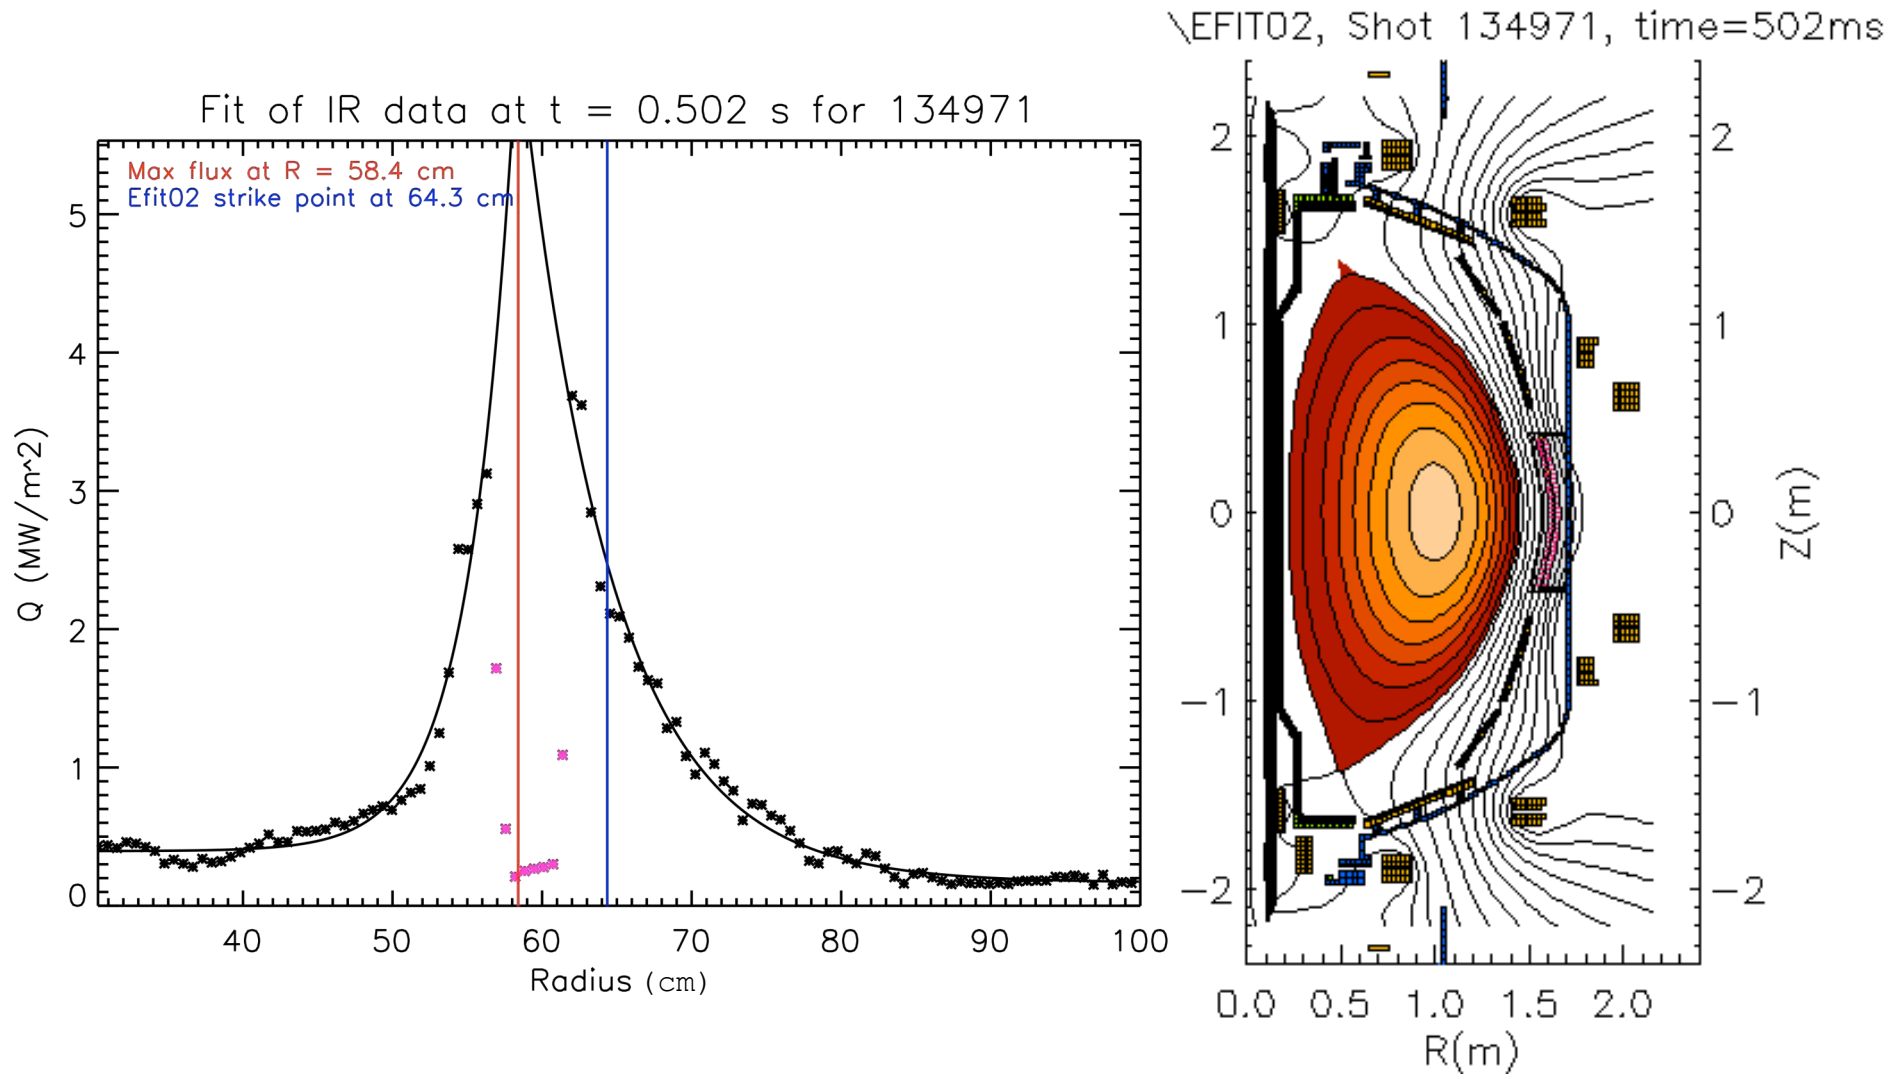 \EFIT02, Shot 134971, time=502ms
Fit of IR data at t = 0.502 s for 134971
Max flux at R = 58.4 cm
Efit02 strike point at 64.3 cm
5
4
3
2
1
0
Q (MW/m^2)
40 50 60 70 80 90 100
Radius (cm)
2
1
0
-1
-2
2
1
0
-1
-2
Z(m)
0.0 0.5 1.0 1.5 2.0
R(m)